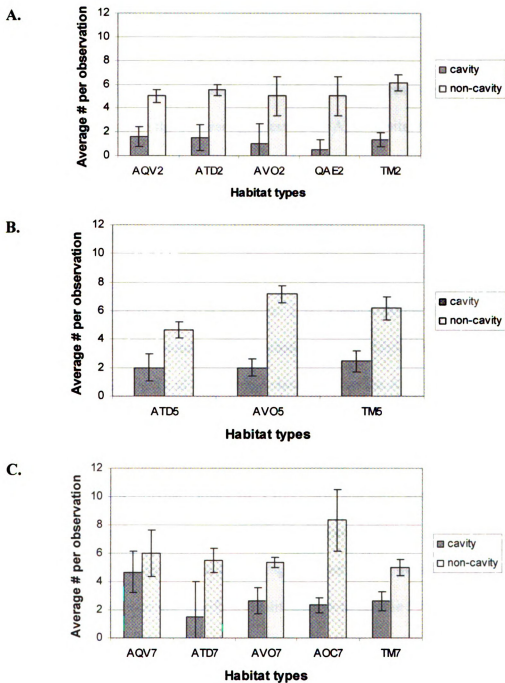 A.
Average # per observation
12
10
8
6
4
2
0
AQV2 ATD2 AVO2 QAE2 TM2
Habitat types
cavity
non-cavity
B.
Average # per observation
12
10
8
6
4
2
0
ATD5 AVO5 TM5
Habitat types
cavity
non-cavity
C.
Average # per observation
12
10
8
6
4
2
0
AQV7 ATD7 AVO7 AOC7 TM7
Habitat types
cavity
non-cavity